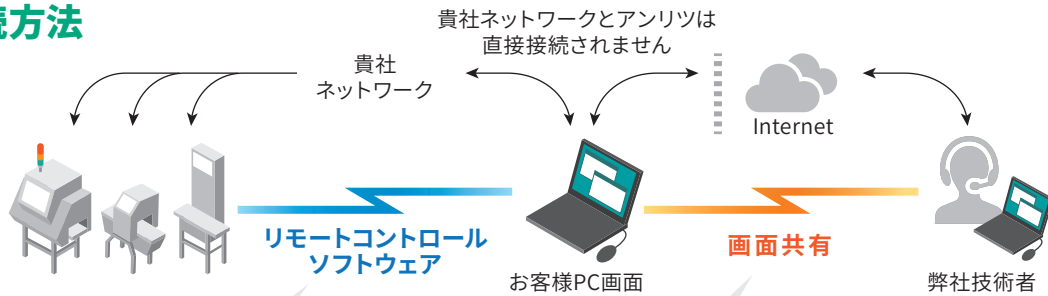 続方法
貴社ネットワークとアンリツは
直接接続されません
貴社
ネットワーク
Internet
リモートコントロール
ソフトウェア
画面共有
お客様PC画面
弊社技術者